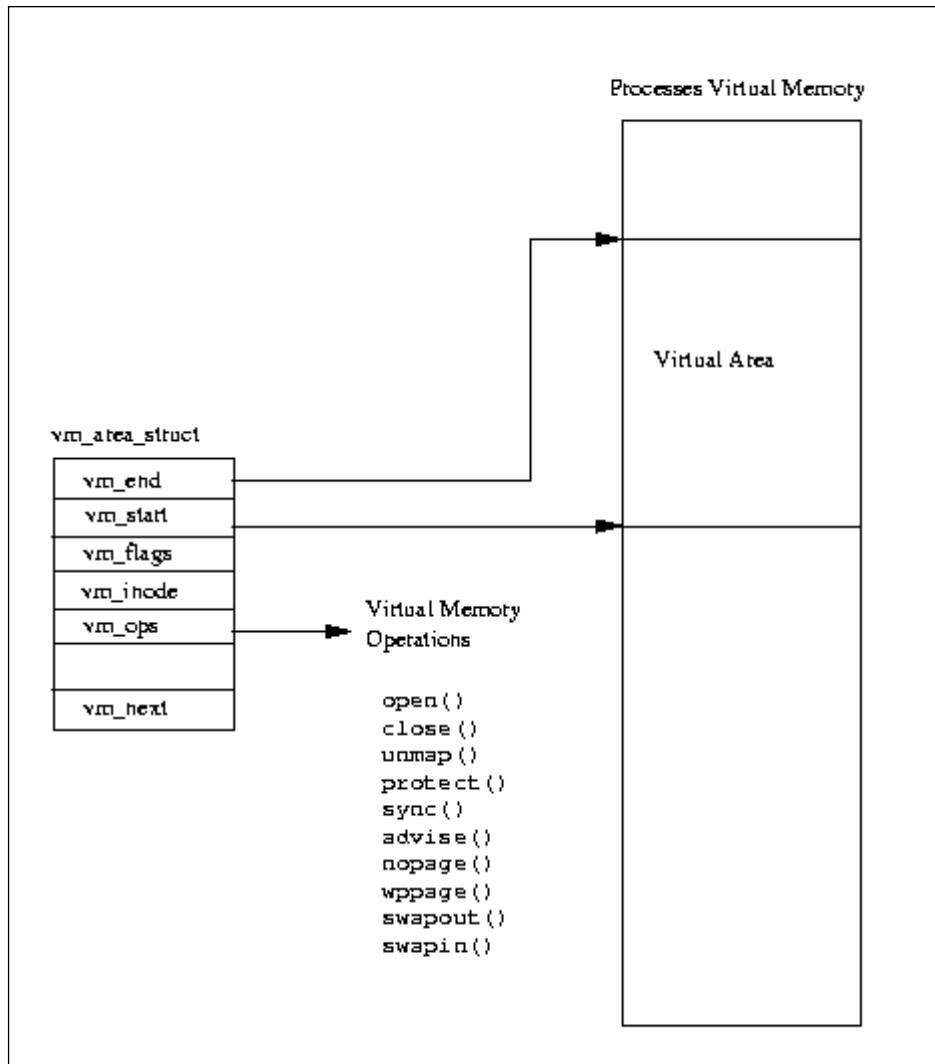 Processes Virtual Memory
Virtual Area
vm_area_struct
vm_end
vm_start
vm_flags
vm_inode
vm_ops
vm_next
Virtual Memory
Operations
open()
close()
unmap()
protect()
sync()
advise()
nopage()
wppage()
swapout()
swapin()